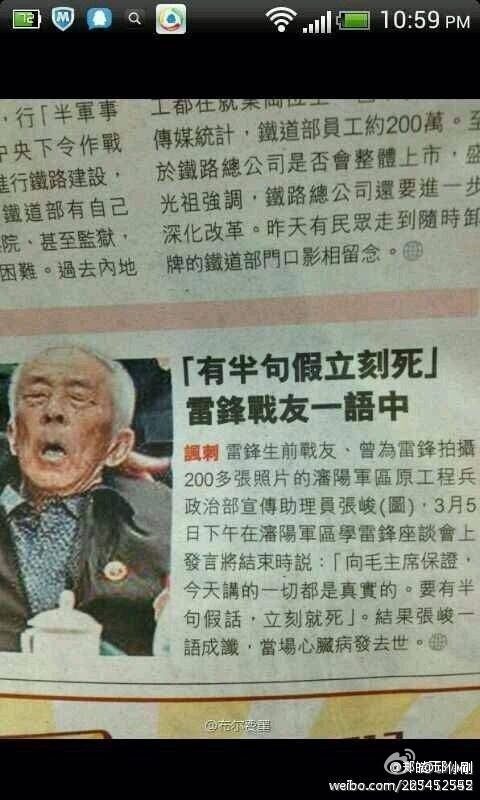 72
10:59 PM
行「半軍事
中央下令作戰
進行鐵路建設,
鐵道部有自己
院、甚至監獄,
困難。過去內地
工都在就業崗位上
傳媒統計,鐵道部員工約200萬。至
於鐵路總公司是否會整體上市,盛
光祖強調,鐵路總公司還要進一步
深化改革。昨天有民眾走到隨時卸
牌的鐵道部門口影相留念。
「有半句假立刻死」
雷鋒戰友一語中
諷刺 雷鋒生前戰友、曾為雷鋒拍攝
200多張照片的瀋陽軍區原工程兵
政治部宣傳助理員張峻(圖),3月5
日下午在瀋陽軍區學雷鋒座談會上
發言將結束時說:「向毛主席保證,
今天講的一切都是真實的。要有半
句假話,立刻就死」。結果張峻一
語成讖,當場心臟病發去世。
weibo.com/